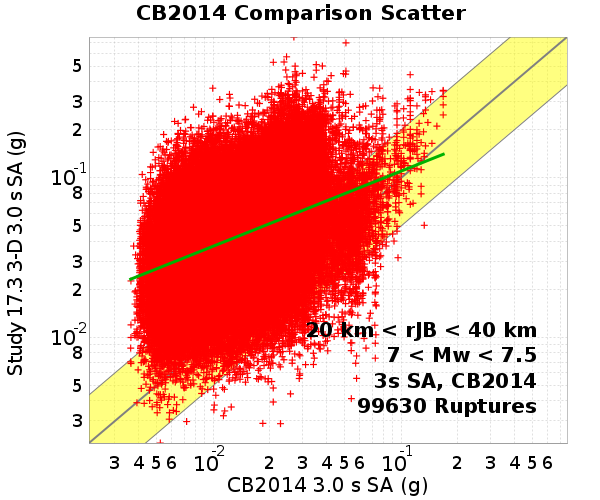 CB2014 Comparison Scatter
Study 17.3 3-D 3.0 s SA (g)
5
3
2
10-1
8
5
3
2
10-2
8
5
3
20 km < rJB < 40 km
7 < Mw < 7.5
3s SA, CB2014
99630 Ruptures
3 4 5 6 10-2 2 3 4 5 6 10-1 2 3 4 5 6
CB2014 3.0 s SA (g)